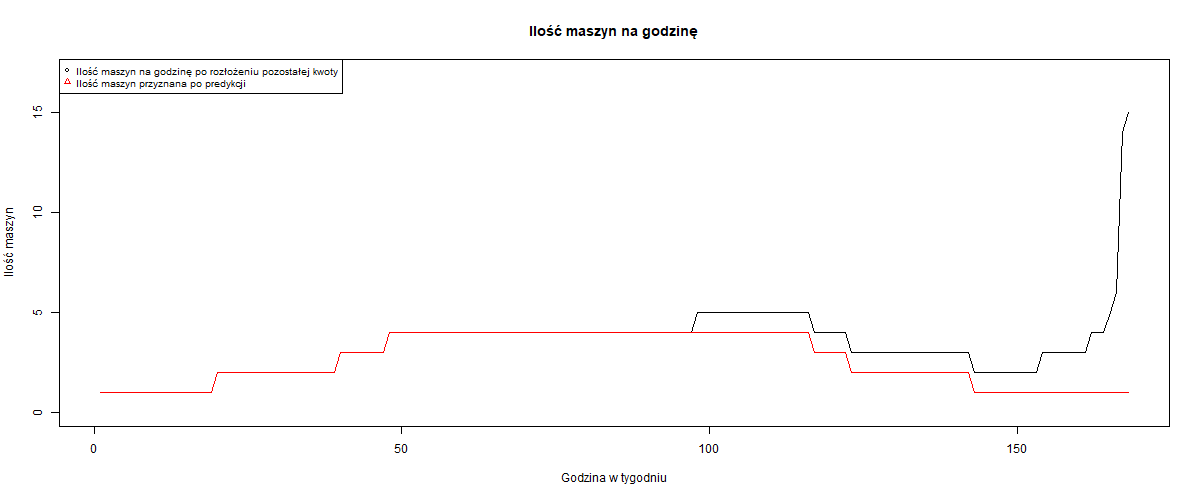 Ilość maszyn na godzinę
Ilość maszyn na godzinę po rozłożeniu pozostałej kwoty
Ilość maszyn przyznana po predykcji
Ilość maszyn
15
10
5
0
0 50 100 150
Godzina w tygodniu